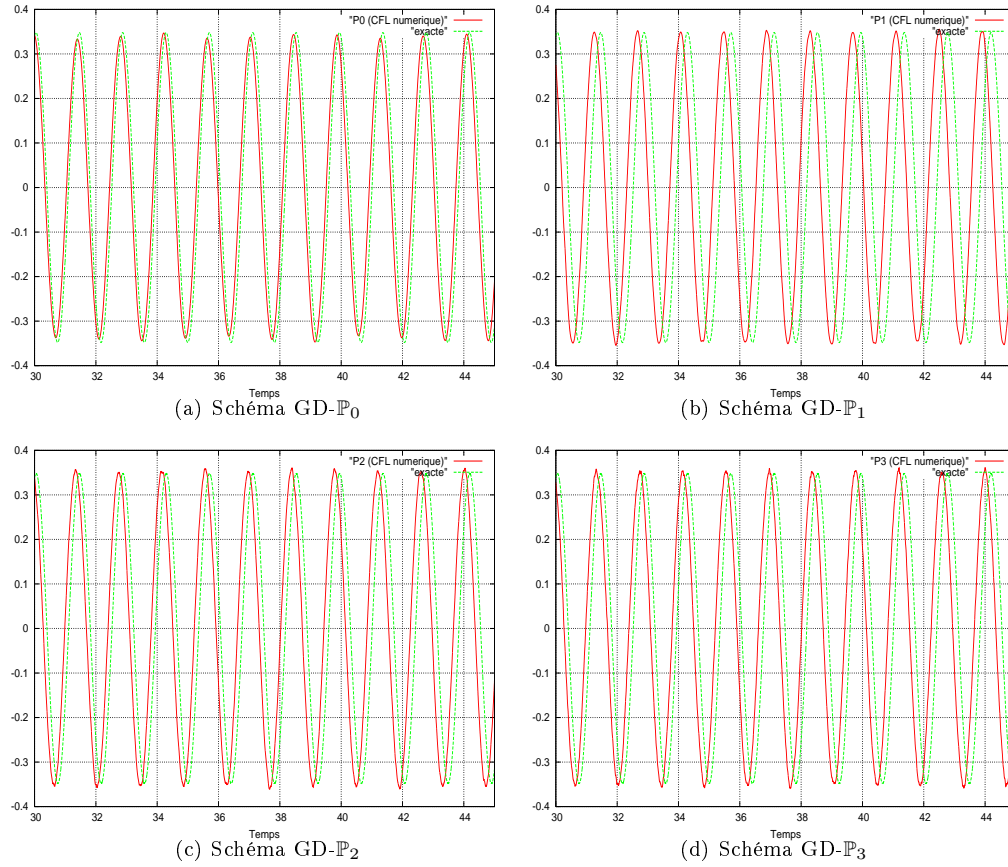 "P0 (CFL numerique)"
"exacte"
0.4
0.3
0.2
0.1
0
-0.1
-0.2
-0.3
-0.4
30 32 34 36 38 40 42 44
Temps
(a) Schéma GD-ℙ₀
"P1 (CFL numerique)"
"exacte"
0.4
0.3
0.2
0.1
0
-0.1
-0.2
-0.3
-0.4
30 32 34 36 38 40 42 44
Temps
(b) Schéma GD-ℙ₁
"P2 (CFL numerique)"
"exacte"
0.4
0.3
0.2
0.1
0
-0.1
-0.2
-0.3
-0.4
30 32 34 36 38 40 42 44
Temps
(c) Schéma GD-ℙ₂
"P3 (CFL numerique)"
"exacte"
0.4
0.3
0.2
0.1
0
-0.1
-0.2
-0.3
-0.4
30 32 34 36 38 40 42 44
Temps
(d) Schéma GD-ℙ₃